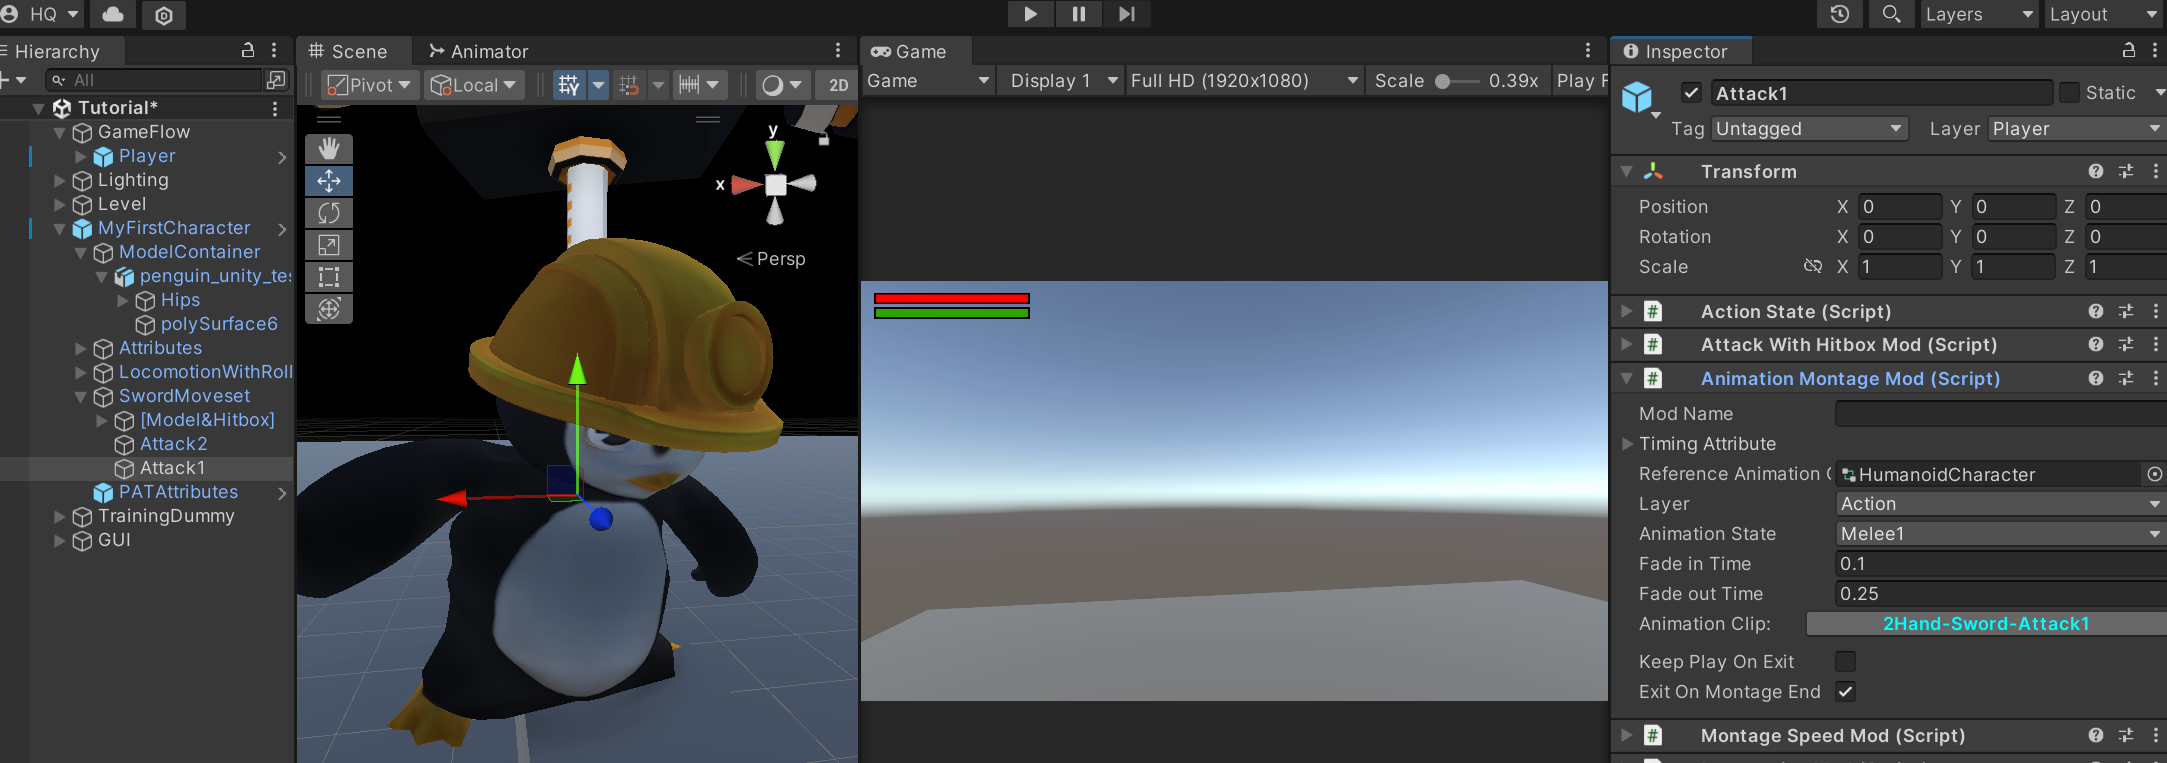 HQ
Layers
Layout
Hierarchy
All
Tutorial*
GameFlow
Player
Lighting
Level
MyFirstCharacter
ModelContainer
penguin_unity_tes
Hips
polySurface6
Attributes
LocomotionWithRoll
SwordMoveset
[Model&Hitbox]
Attack2
Attack1
PATAttributes
TrainingDummy
GUI
Scene
Animator
Pivot
Local
2D
y
x
Persp
Game
Game
Display 1
Full HD (1920x1080)
Scale
0.39x
Play F
Inspector
Attack1
Static
Tag
Untagged
Layer
Player
Transform
Position X 0 Y 0 Z 0
Rotation X 0 Y 0 Z 0
Scale X 1 Y 1 Z 1
# Action State (Script)
# Attack With Hitbox Mod (Script)
# Animation Montage Mod (Script)
Mod Name
Timing Attribute
Reference Animation C HumanoidCharacter
Layer Action
Animation State Melee1
Fade in Time 0.1
Fade out Time 0.25
Animation Clip: 2Hand-Sword-Attack1
Keep Play On Exit
Exit On Montage End
# Montage Speed Mod (Script)